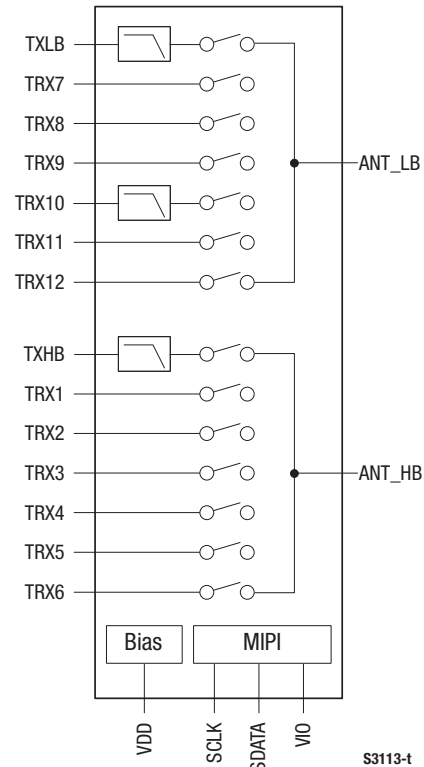 TXLB
TRX7
TRX8
TRX9
ANT_LB
TRX10
TRX11
TRX12
TXHB
TRX1
TRX2
TRX3
ANT_HB
TRX4
TRX5
TRX6
Bias
MIPI
VDD
SCLK
SDATA
VIO
S3113-t